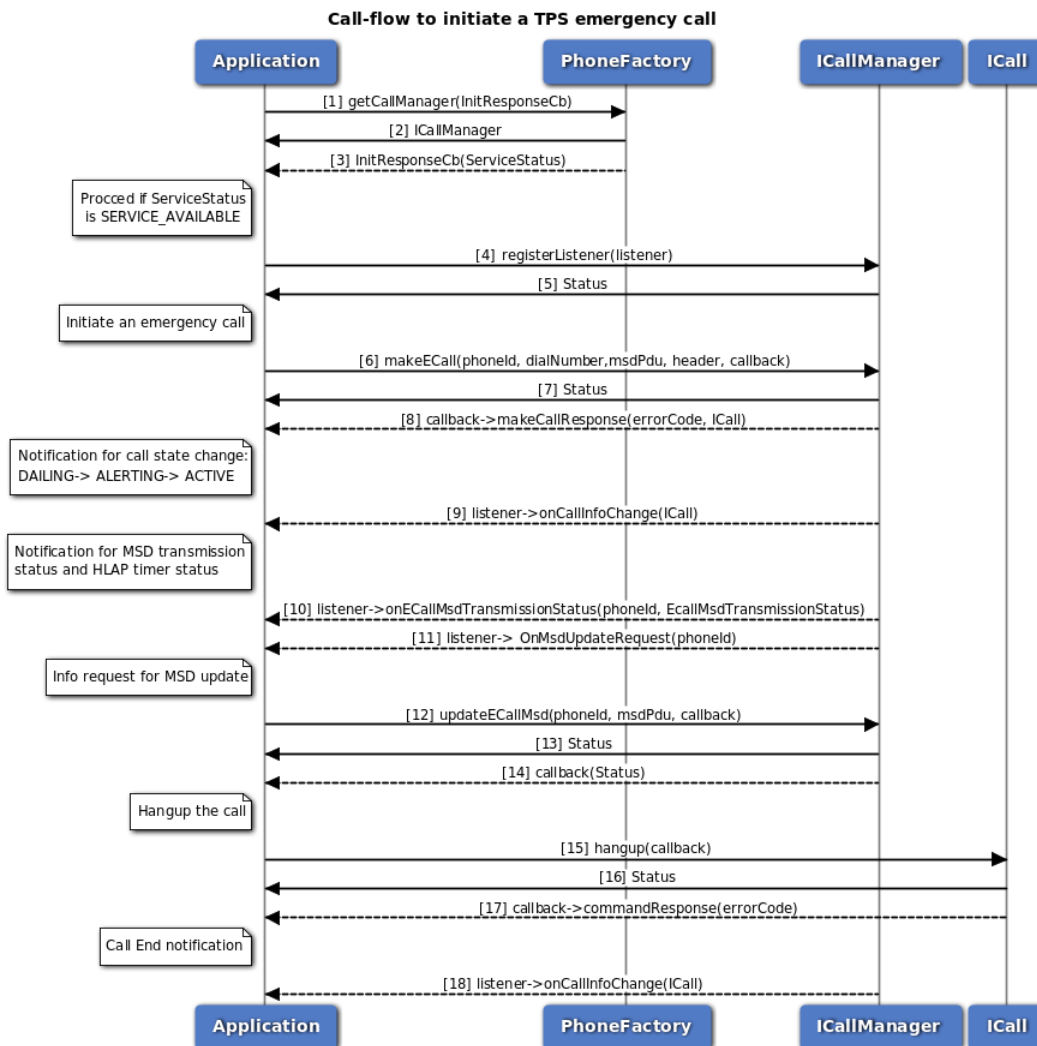 Call-flow to initiate a TPS emergency call
Application
PhoneFactory
ICallManager
ICall
[1] getCallManager(InitResponseCb)
[2] ICallManager
[3] InitResponseCb(ServiceStatus)
Procced if ServiceStatus
is SERVICE_AVAILABLE
[4] registerListener(listener)
[5] Status
Initiate an emergency call
[6] makeECall(phoneId, dialNumber,msdPdu, header, callback)
[7] Status
[8] callback->makeCallResponse(errorCode, ICall)
Notification for call state change:
DAILING-> ALERTING-> ACTIVE
[9] listener->onCallInfoChange(ICall)
Notification for MSD transmission
status and HLAP timer status
[10] listener->onECallMsdTransmissionStatus(phoneId, EcallMsdTransmissionStatus)
[11] listener-> OnMsdUpdateRequest(phoneId)
Info request for MSD update
[12] updateECallMsd(phoneId, msdPdu, callback)
[13] Status
[14] callback(Status)
Hangup the call
[15] hangup(callback)
[16] Status
[17] callback->commandResponse(errorCode)
Call End notification
[18] listener->onCallInfoChange(ICall)
Application
PhoneFactory
ICallManager
ICall